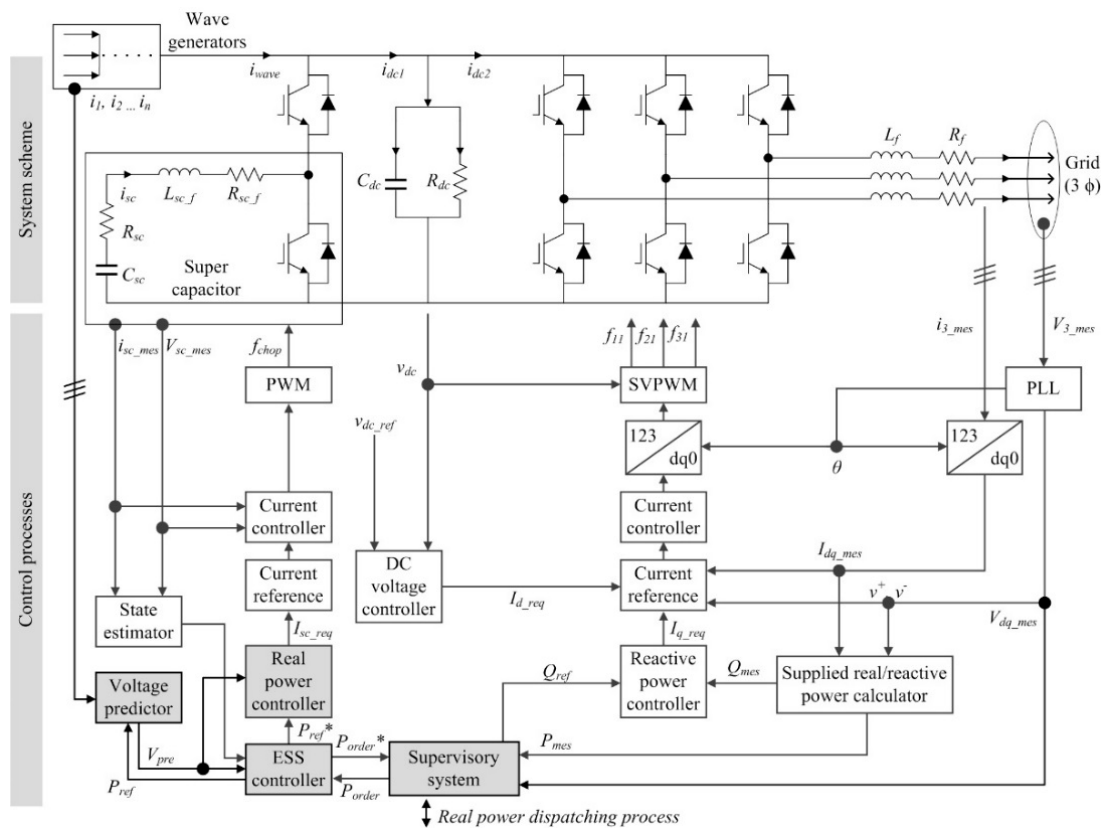 Wave
generators
i1, i2 ... in
iwave
idc1
idc2
System scheme
isc
Lsc_f
Rsc_f
Rsc
Csc
Super
capacitor
Cdc
Rdc
Lf
Rf
Grid
(3 ϕ)
isc_mes
Vsc_mes
fchop
vdc
f11
f21
f31
i3_mes
V3_mes
PWM
SVPWM
PLL
vdc_ref
123
dq0
θ
123
dq0
Control processes
Current
controller
Current
controller
Current
reference
DC
voltage
controller
Id_req
Current
reference
Idq_mes
v+ v-
Vdq_mes
State
estimator
Isc_req
Iq_req
Real
power
controller
Voltage
predictor
Qref
Reactive
power
controller
Qmes
Supplied real/reactive
power calculator
Pref*
Porder*
Pmes
Vpre
ESS
controller
Supervisory
system
Pref
Porder
Real power dispatching process